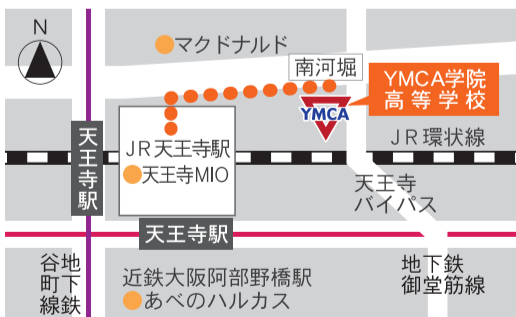 N
マクドナルド
南河堀
YMCA学院
高等学校
YMCA
JR環状線
天王寺駅
JR天王寺駅
天王寺MIO
天王寺
バイパス
天王寺駅
地下鉄
谷町線
近鉄大阪阿部野橋駅
あべのハルカス
地下鉄
御堂筋線